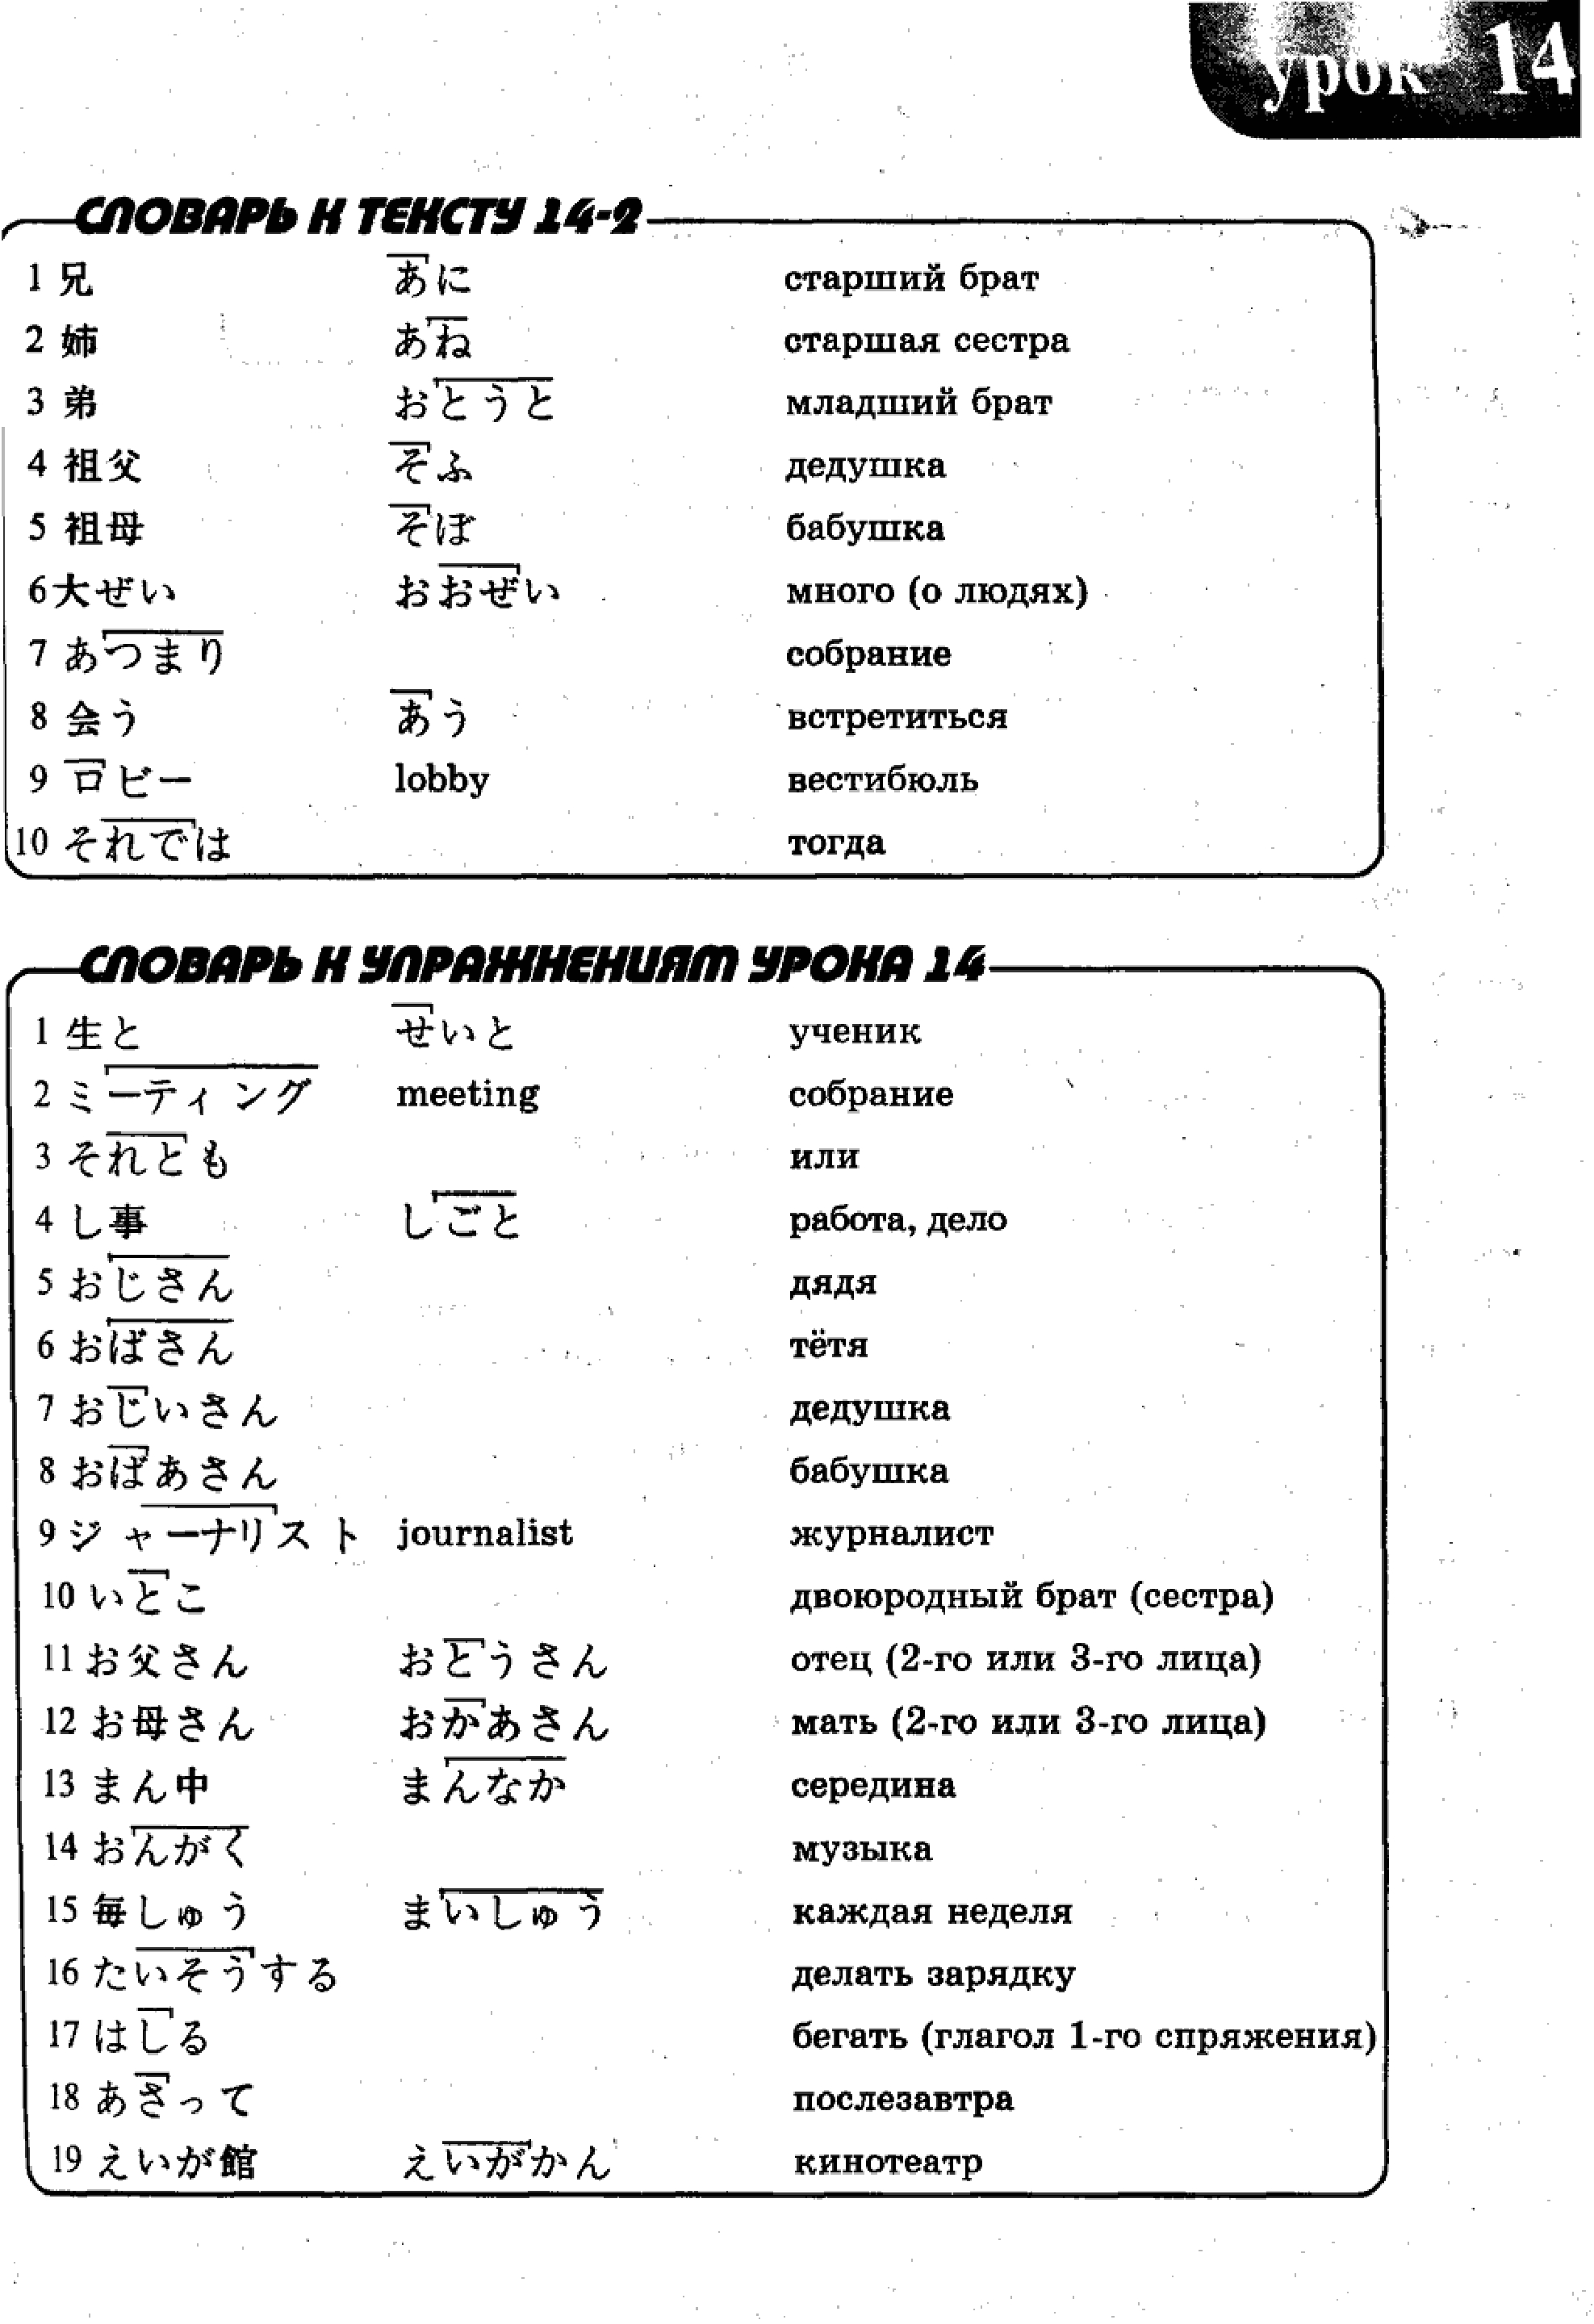 урок 14
СЛОВАРЬ К ТЕКСТУ 14-2
1 兄 あに старший брат
2 姉 あね старшая сестра
3 弟 おとうと младший брат
4 祖父 そふ дедушка
5 祖母 そぼ бабушка
6 大ぜい おおぜい много (о людях)
7 あつまり собрание
8 会う あう встретиться
9 ロビー lobby вестибюль
10 それでは тогда
СЛОВАРЬ К УПРАЖНЕНИЯМ УРОКА 14
1 生と せいと ученик
2 ミーティング meeting собрание
3 それとも или
4 し事 しごと работа, дело
5 おじさん дядя
6 おばさん тётя
7 おじいさん дедушка
8 おばあさん бабушка
9 ジャーナリスト journalist журналист
10 いとこ двоюродный брат (сестра)
11 お父さん おとうさん отец (2-го или 3-го лица)
12 お母さん おかあさん мать (2-го или 3-го лица)
13 まん中 まんなか середина
14 おんがく музыка
15 毎しゅう まいしゅう каждая неделя
16 たいそうする делать зарядку
17 はしる бегать (глагол 1-го спряжения)
18 あさって послезавтра
19 えいが館 えいがかん кинотеатр